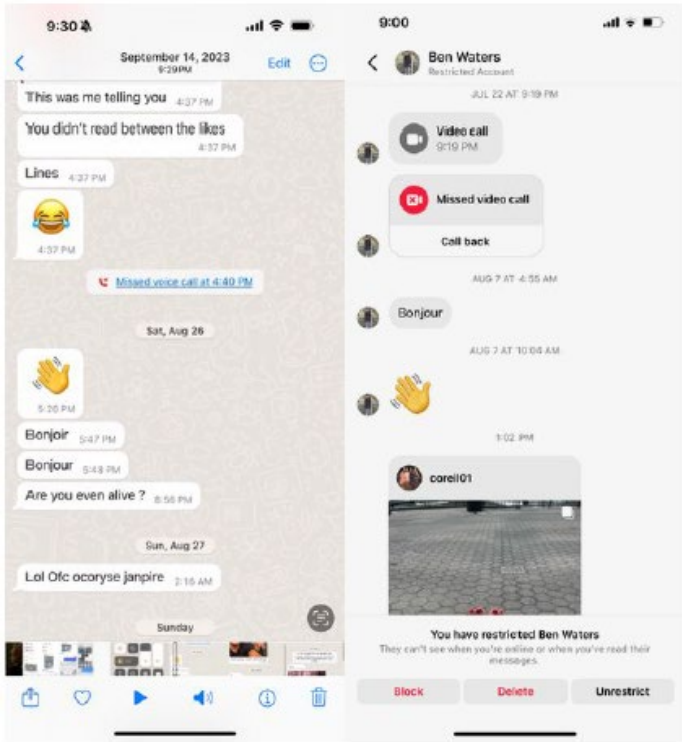 9:30
September 14, 2023
9:29 PM
Edit
This was me telling you 4:37 PM
You didn't read between the likes
4:37 PM
Lines 4:37 PM
4:37 PM
Missed voice call at 4:40 PM
Sat, Aug 26
5:26 PM
Bonjoir 5:47 PM
Bonjour 5:48 PM
Are you even alive ? 8:56 PM
Sun, Aug 27
Lol Ofc ocoryse janpire 2:16 AM
Sunday
9:00
Ben Waters
Restricted Account
JUL 22 AT 9:19 PM
Video call
9:19 PM
Missed video call
Call back
AUG 7 AT 4:55 AM
Bonjour
AUG 7 AT 10:04 AM
1:02 PM
coreil01
You have restricted Ben Waters
They can't see when you're online or when you've read their
messages.
Block
Delete
Unrestrict